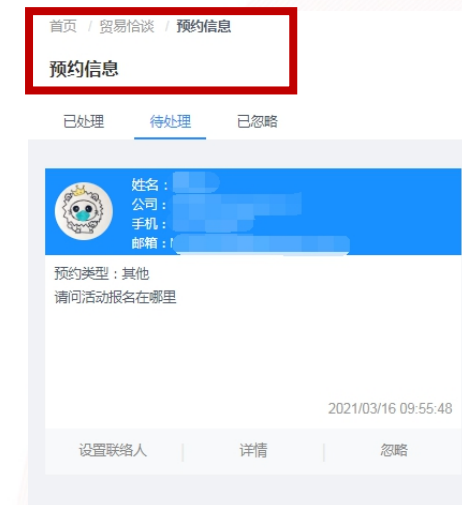 首页 / 贸易恰谈 / 预约信息
预约信息
已处理 待处理 已忽略
姓名：
公司：
手机：
邮箱：
预约类型：其他
请问活动报名在哪里
2021/03/16 09:55:48
设置联络人 详情 忽略